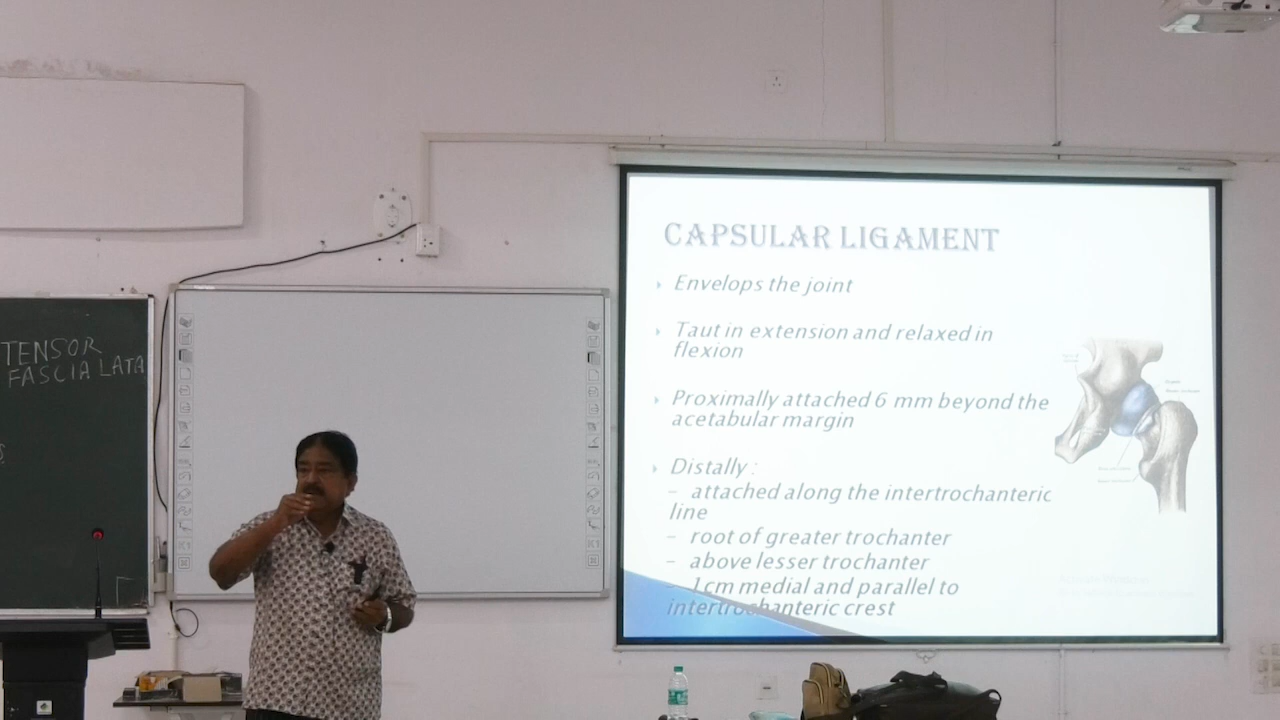 TENSOR
FASCIA LATA
CAPSULAR LIGAMENT
Envelops the joint
Taut in extension and relaxed in
flexion
Proximally attached 6 mm beyond the
acetabular margin
Distally :
– attached along the intertrochanteric
line
– root of greater trochanter
– above lesser trochanter
– 1cm medial and parallel to
intertrochanteric crest